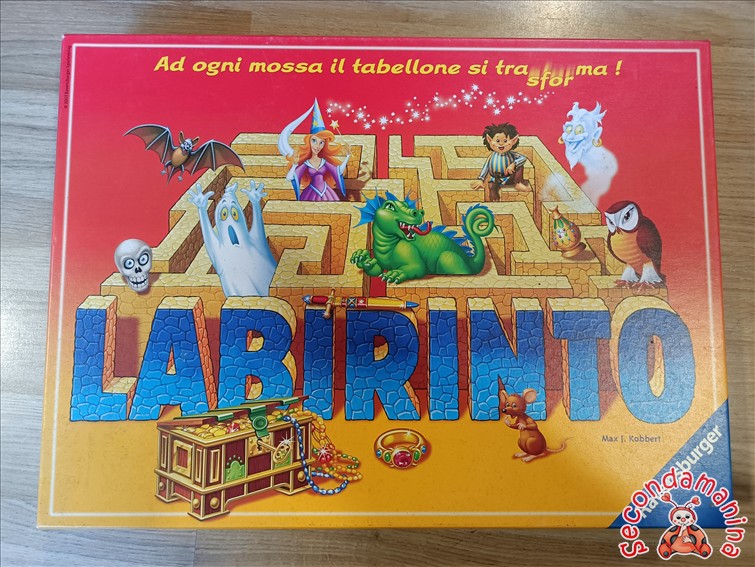 Ad ogni mossa il tabellone si trasforma !
LABIRINTO
Max J. Kobbert
Ravensburger
secondamanina